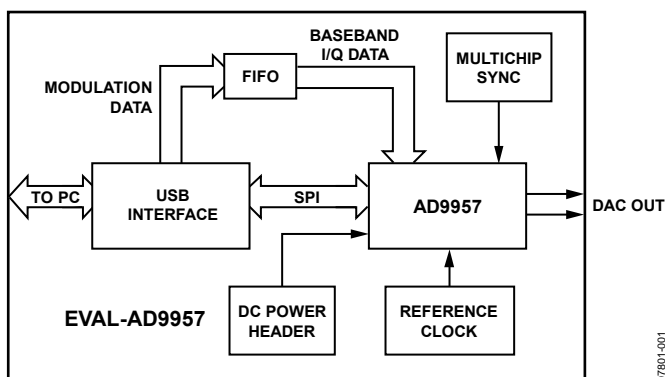 BASEBAND
I/Q DATA
FIFO
MULTICHIP
SYNC
MODULATION
DATA
TO PC
USB
INTERFACE
SPI
AD9957
DAC OUT
EVAL-AD9957
DC POWER
HEADER
REFERENCE
CLOCK
07801-001